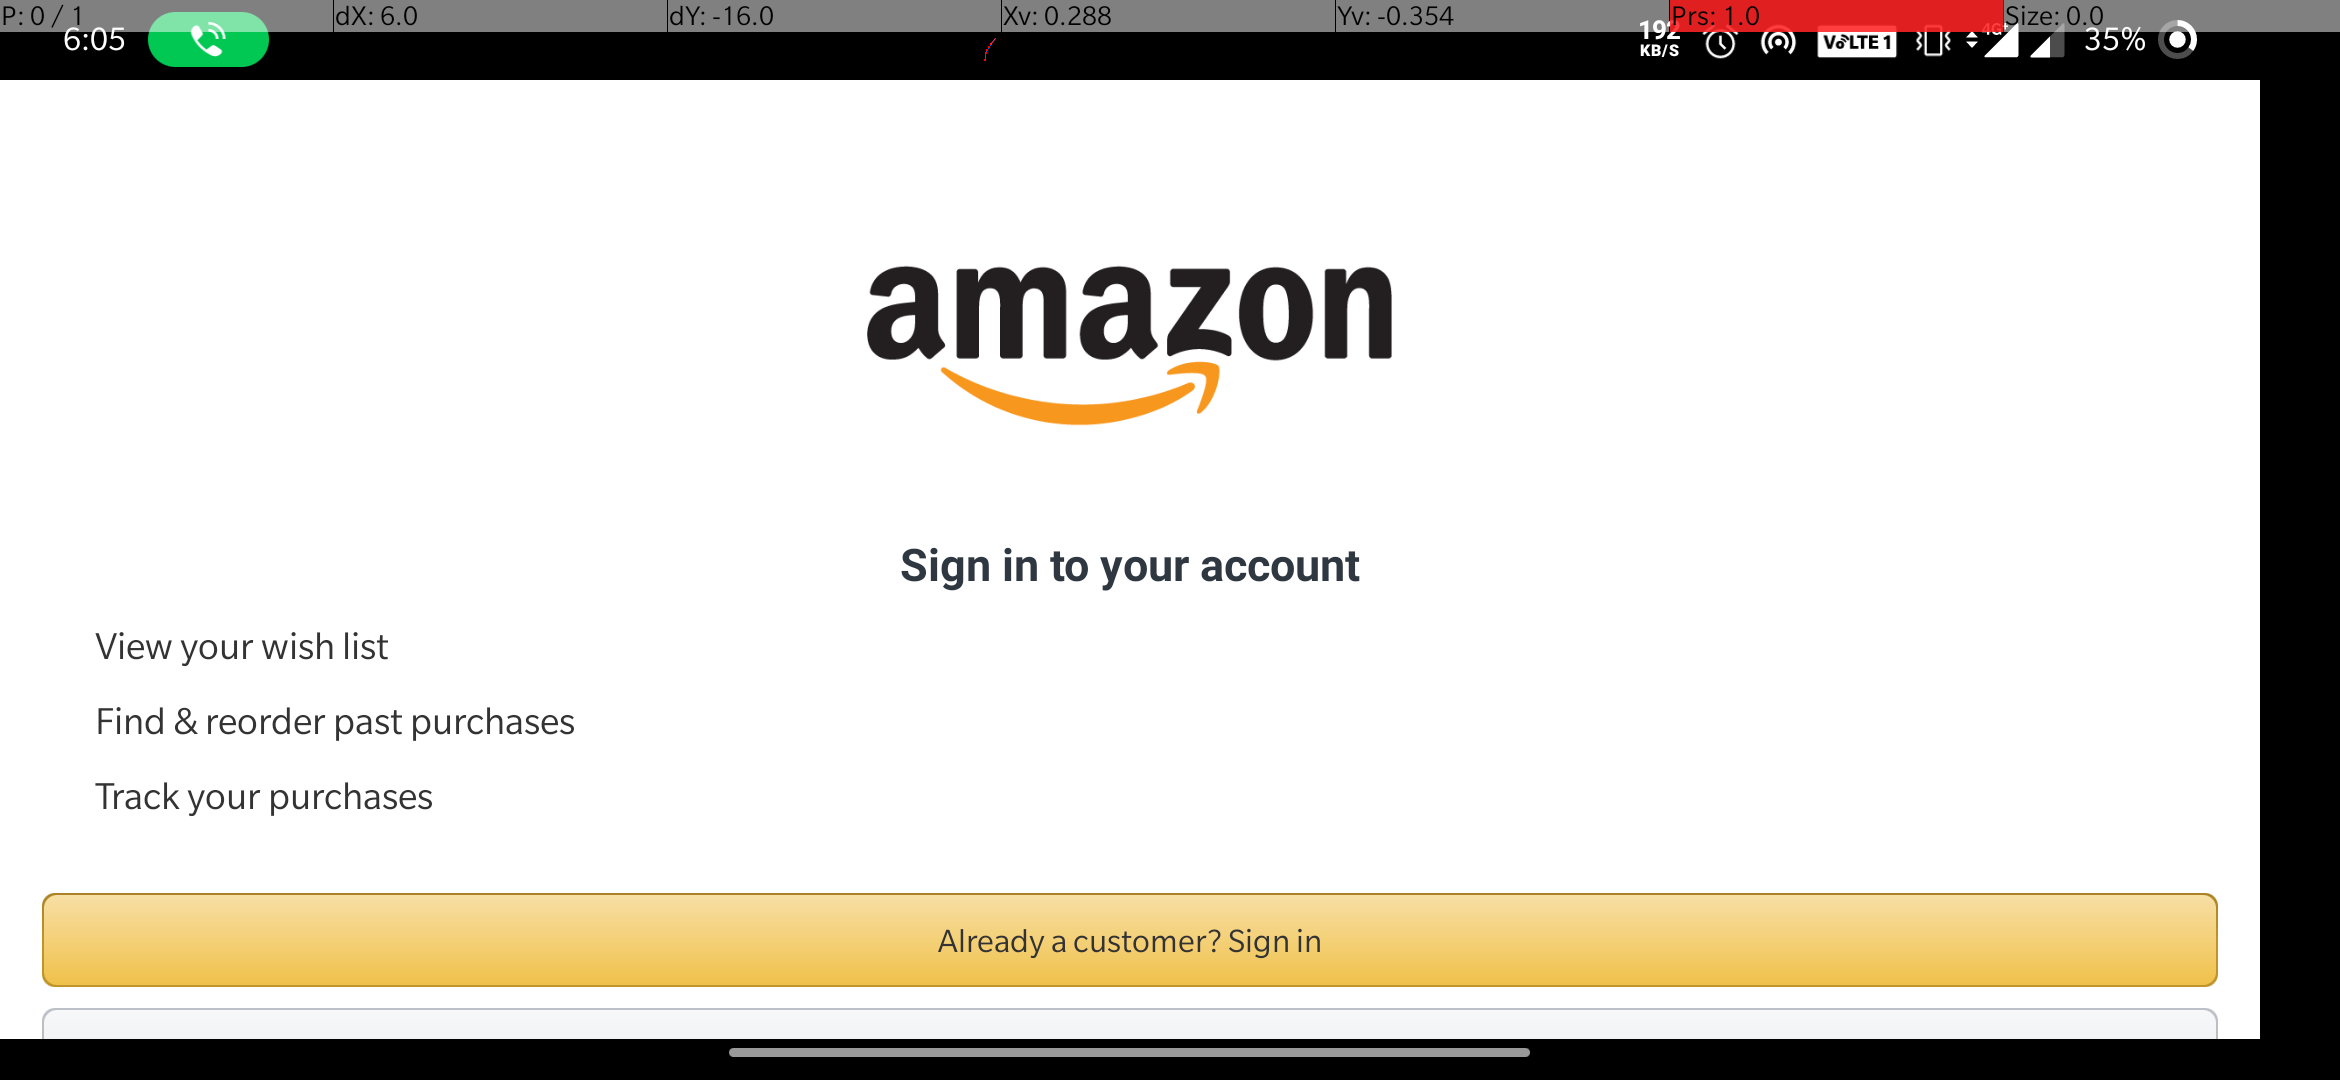 P: 0 / 1 dX: 6.0 dY: -16.0 Xv: 0.288 Yv: -0.354 Prs: 1.0 Size: 0.0
6:05 192 KB/S VoLTE 1 4G 35%
amazon
Sign in to your account
View your wish list
Find & reorder past purchases
Track your purchases
Already a customer? Sign in